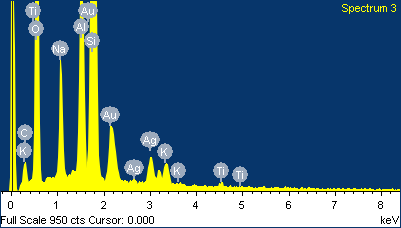 Spectrum 3
Ti Au
O Al
Si
Na
Au
C
K
Ag
K
Ag
K
Ti
Ti
0 1 2 3 4 5 6 7 8
Full Scale 950 cts Cursor: 0.000 keV